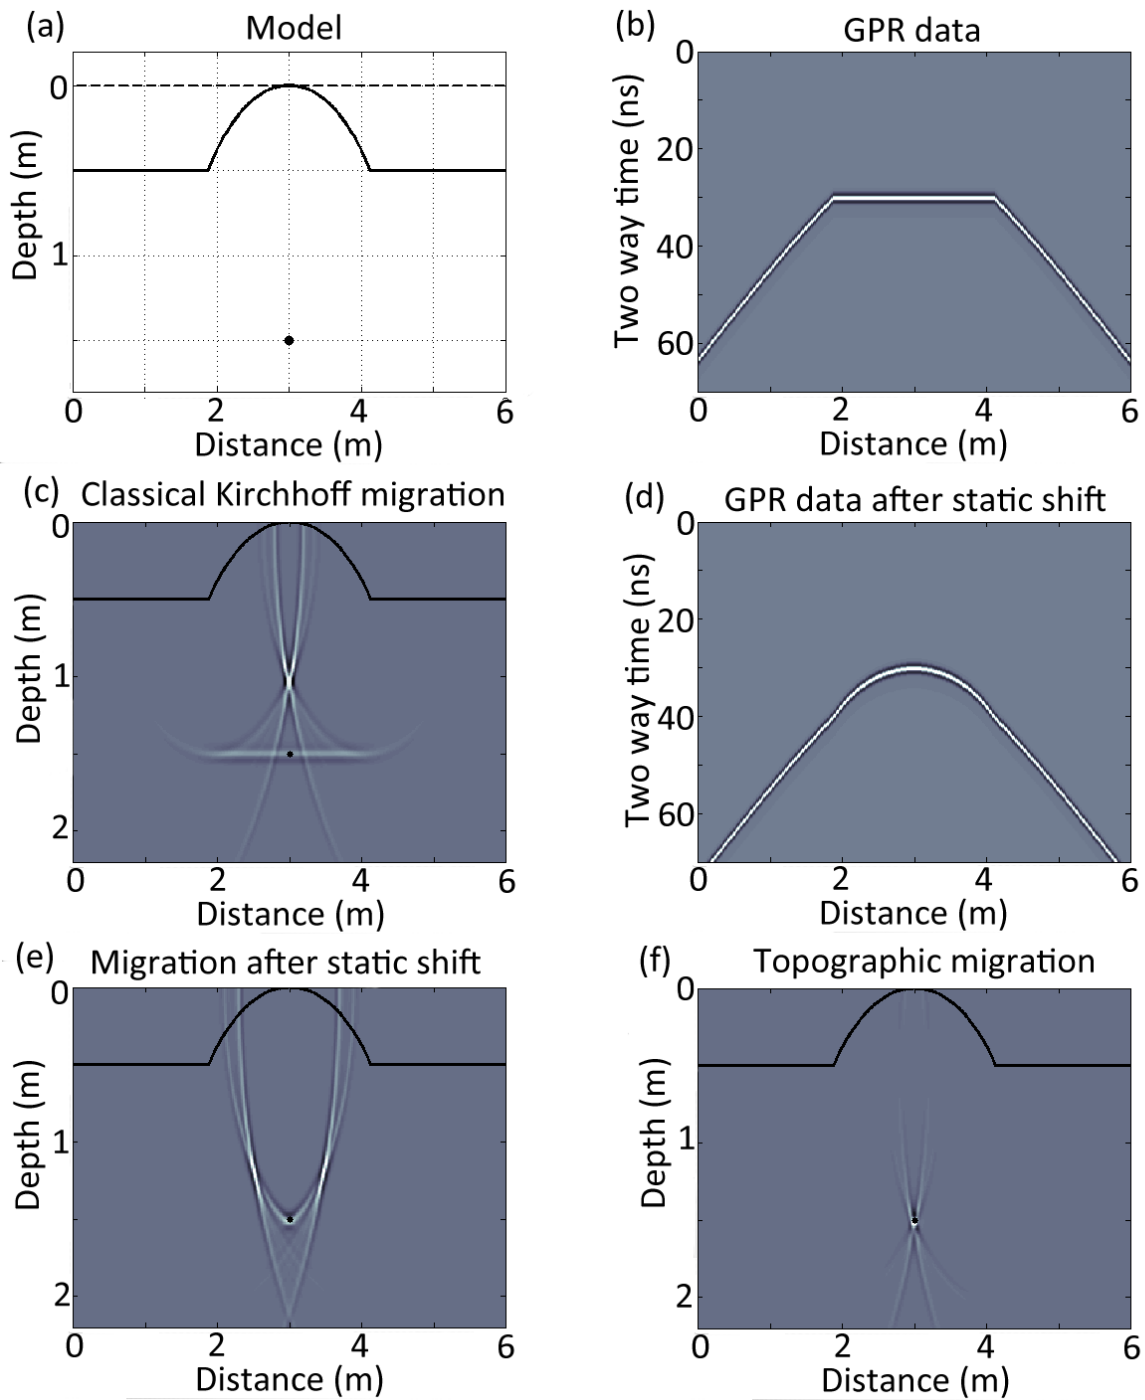 (a) Model
0
1
Depth (m)
0 2 4 6
Distance (m)
(b) GPR data
0
20
40
60
Two way time (ns)
0 2 4 6
Distance (m)
(c) Classical Kirchhoff migration
0
1
2
Depth (m)
0 2 4 6
Distance (m)
(d) GPR data after static shift
0
20
40
60
Two way time (ns)
0 2 4 6
Distance (m)
(e) Migration after static shift
0
1
2
Depth (m)
0 2 4 6
Distance (m)
(f) Topographic migration
0
1
2
Depth (m)
0 2 4 6
Distance (m)